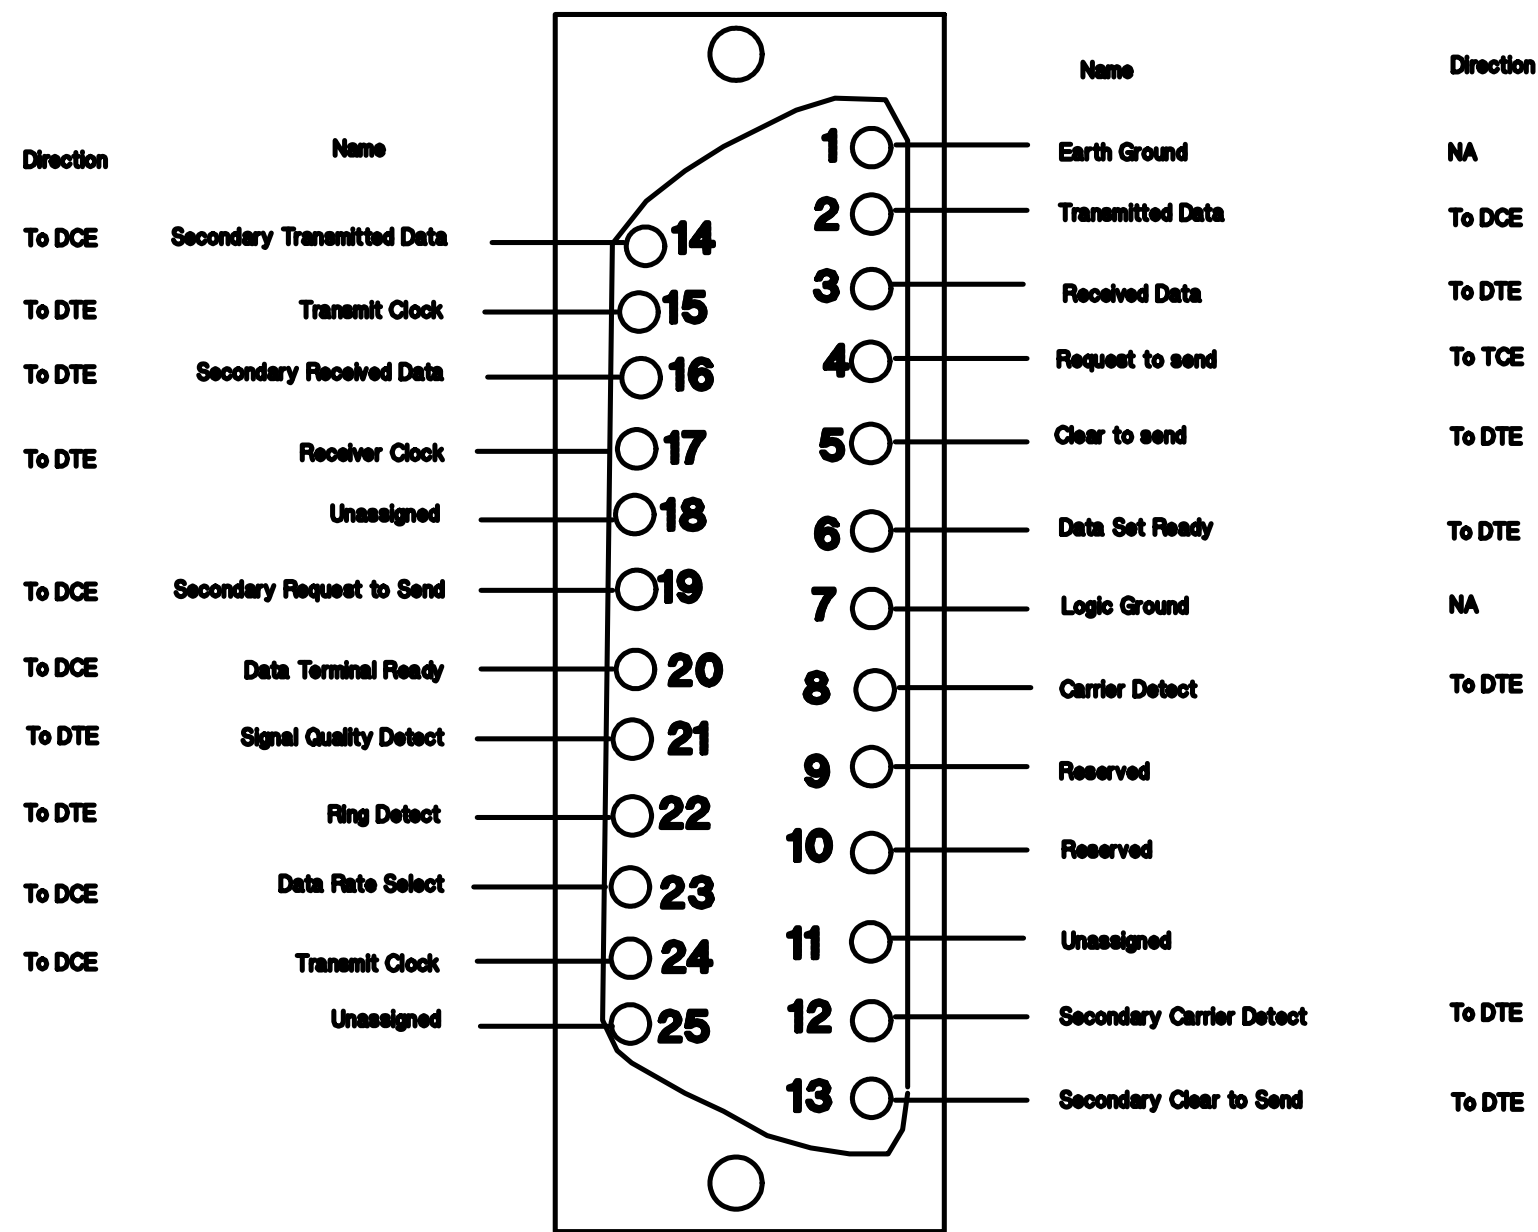 Name Direction
Direction Name
1 Earth Ground NA
2 Transmitted Data To DCE
To DCE Secondary Transmitted Data 14
3 Received Data To DTE
To DTE Transmit Clock 15
4 Request to send To TCE
To DTE Secondary Received Data 16
5 Clear to send To DTE
To DTE Receiver Clock 17
Unassigned 18
6 Data Set Ready To DTE
To DCE Secondary Request to Send 19
7 Logic Ground NA
To DCE Data Terminal Ready 20
8 Carrier Detect To DTE
To DTE Signal Quality Detect 21
9 Reserved
To DTE Ring Detect 22
10 Reserved
To DCE Data Rate Select 23
11 Unassigned
To DCE Transmit Clock 24
12 Secondary Carrier Detect To DTE
Unassigned 25
13 Secondary Clear to Send To DTE